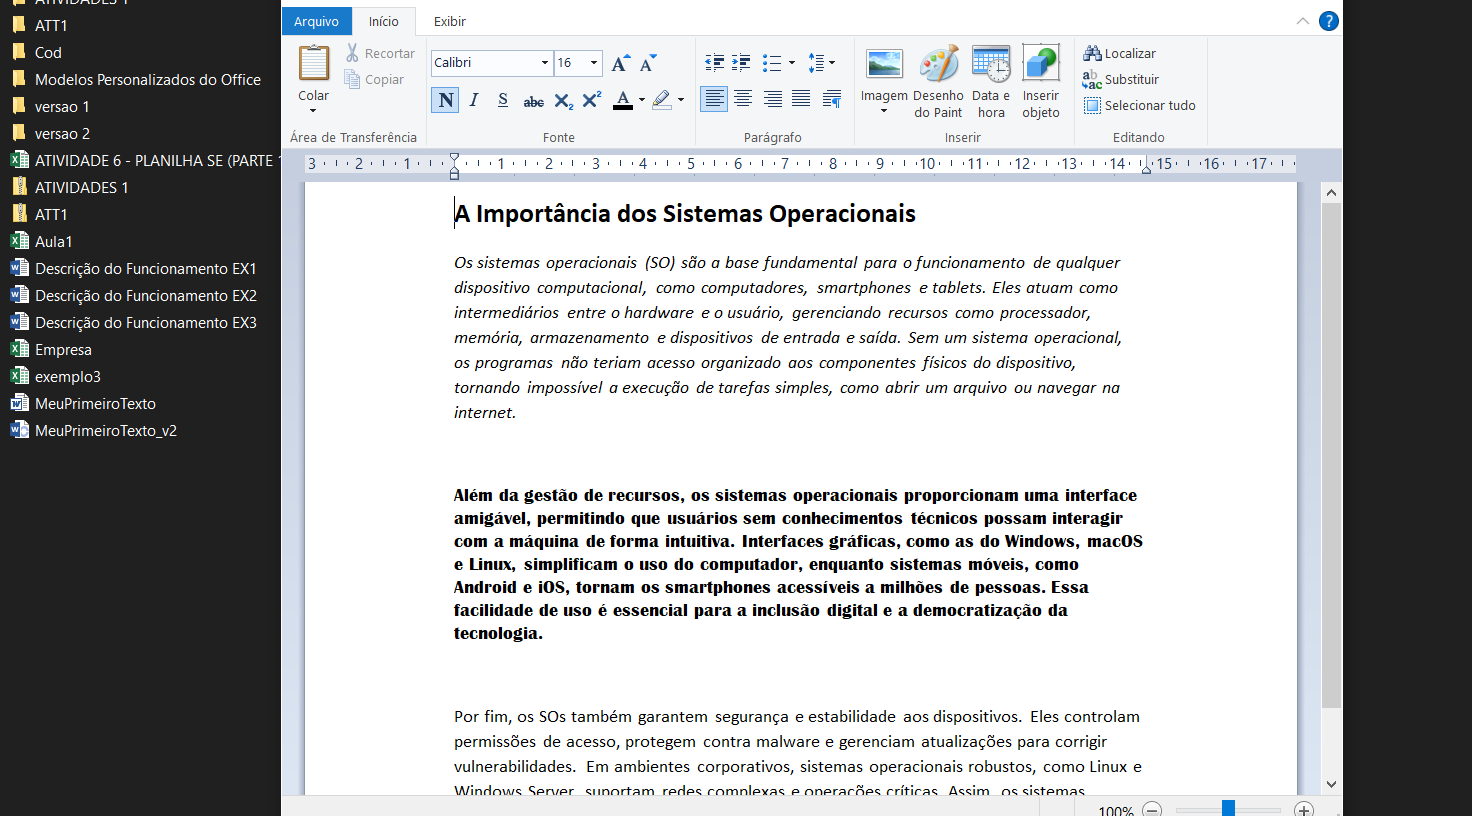 ATIVIDADES 1
ATT1
Cod
Modelos Personalizados do Office
versao 1
versao 2
ATIVIDADE 6 - PLANILHA SE (PARTE 1
ATIVIDADES 1
ATT1
Aula1
Descrição do Funcionamento EX1
Descrição do Funcionamento EX2
Descrição do Funcionamento EX3
Empresa
exemplo3
MeuPrimeiroTexto
MeuPrimeiroTexto_v2
Arquivo Início Exibir
Colar
Recortar
Copiar
Área de Transferência
Calibri 16
N I S abc X₂ X² A
Fonte
Parágrafo
Imagem
Desenho do Paint
Data e hora
Inserir objeto
Inserir
Localizar
Substituir
Selecionar tudo
Editando
3 2 1 1 2 3 4 5 6 7 8 9 10 11 12 13 14 15 16 17
A Importância dos Sistemas Operacionais
Os sistemas operacionais (SO) são a base fundamental para o funcionamento de qualquer
dispositivo computacional, como computadores, smartphones e tablets. Eles atuam como
intermediários entre o hardware e o usuário, gerenciando recursos como processador,
memória, armazenamento e dispositivos de entrada e saída. Sem um sistema operacional,
os programas não teriam acesso organizado aos componentes físicos do dispositivo,
tornando impossível a execução de tarefas simples, como abrir um arquivo ou navegar na
internet.
Além da gestão de recursos, os sistemas operacionais proporcionam uma interface
amigável, permitindo que usuários sem conhecimentos técnicos possam interagir
com a máquina de forma intuitiva. Interfaces gráficas, como as do Windows, macOS
e Linux, simplificam o uso do computador, enquanto sistemas móveis, como
Android e iOS, tornam os smartphones acessíveis a milhões de pessoas. Essa
facilidade de uso é essencial para a inclusão digital e a democratização da
tecnologia.
Por fim, os SOs também garantem segurança e estabilidade aos dispositivos. Eles controlam
permissões de acesso, protegem contra malware e gerenciam atualizações para corrigir
vulnerabilidades. Em ambientes corporativos, sistemas operacionais robustos, como Linux e
Windows Server, suportam redes complexas e operações críticas. Assim, os sistemas
100%